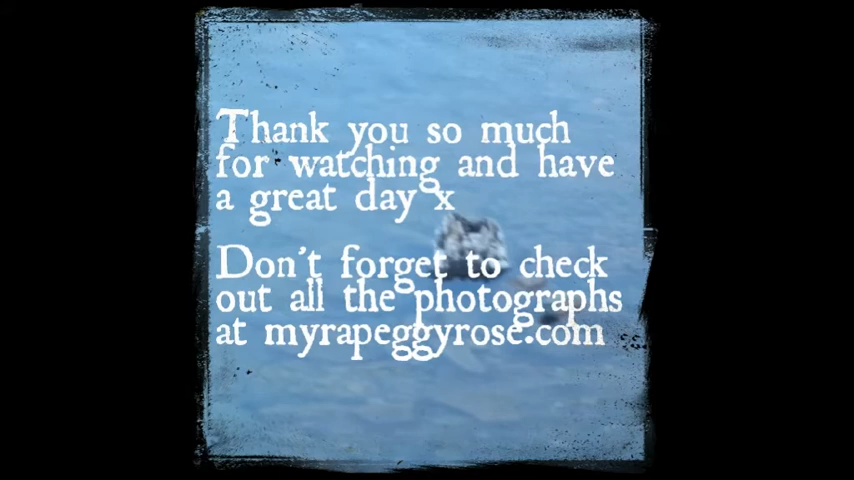 Thank you so much
for watching and have
a great day x
Don't forget to check
out all the photographs
at myrapeggyrose.com